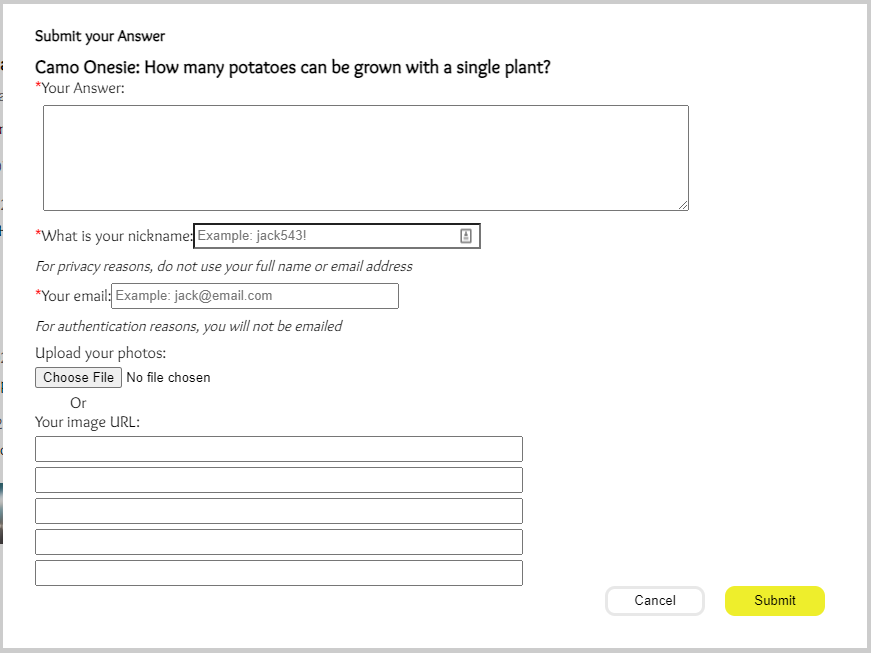 Submit your Answer
Camo Onesie: How many potatoes can be grown with a single plant?
*Your Answer:
*What is your nickname: Example: jack543!
For privacy reasons, do not use your full name or email address
*Your email: Example: jack@email.com
For authentication reasons, you will not be emailed
Upload your photos:
Choose File No file chosen
Or
Your image URL:
Cancel Submit